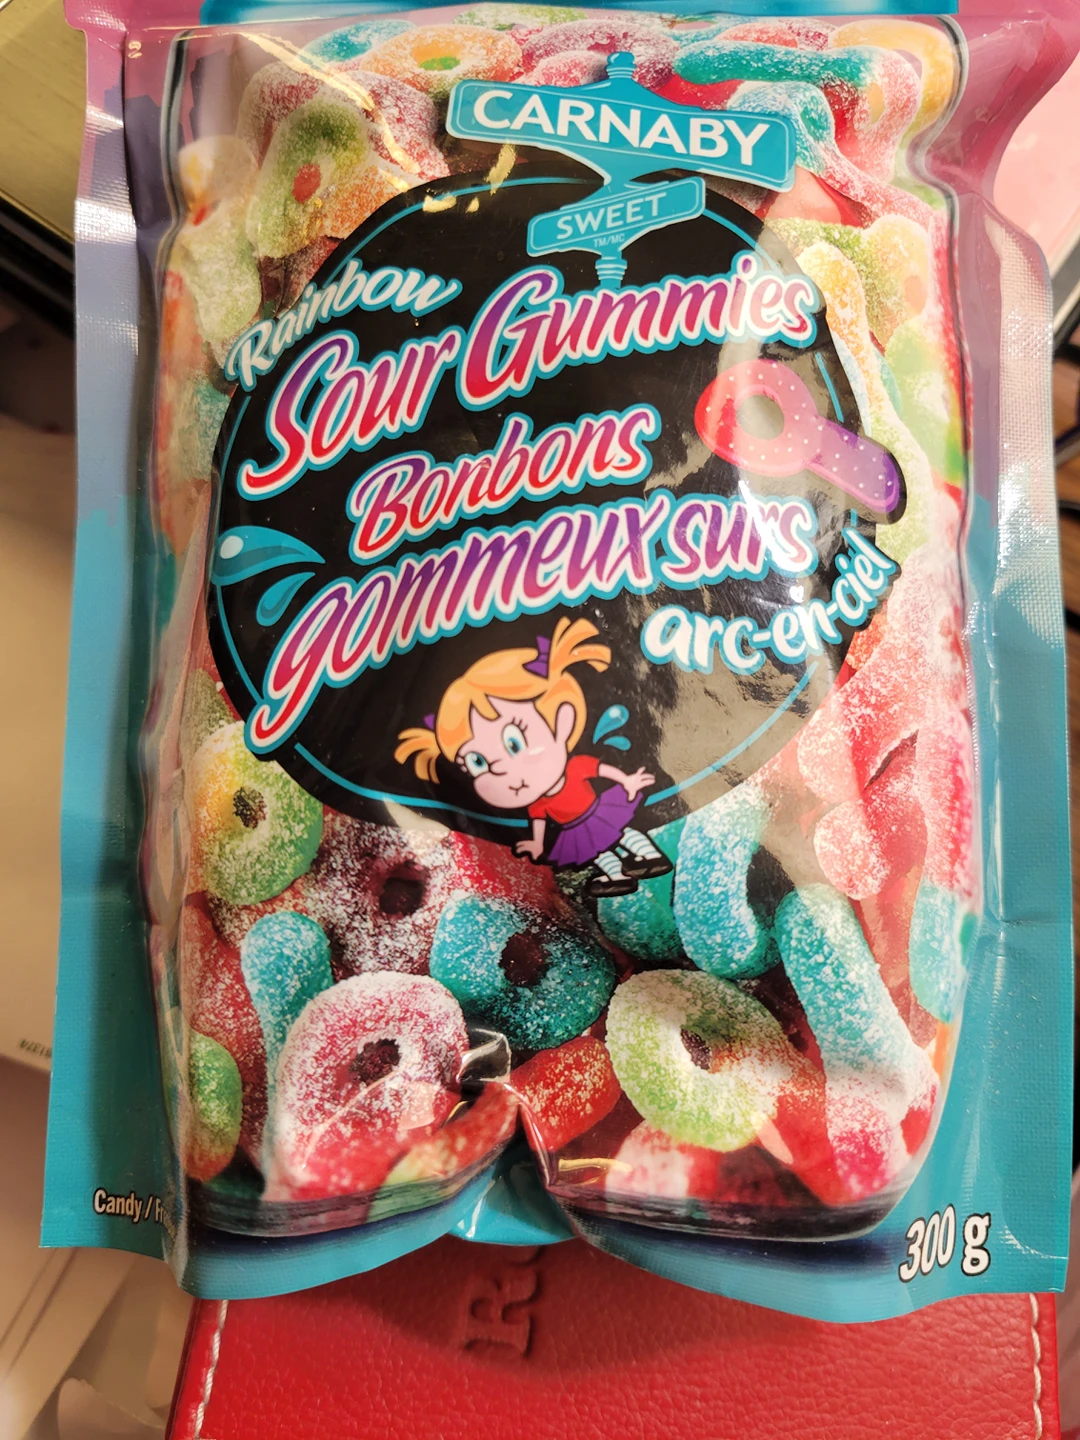 CARNABY
SWEET
TM/MC
Rainbow
Sour Gummies
Bonbons
gommeux surs
arc-en-ciel
Candy /
300 g